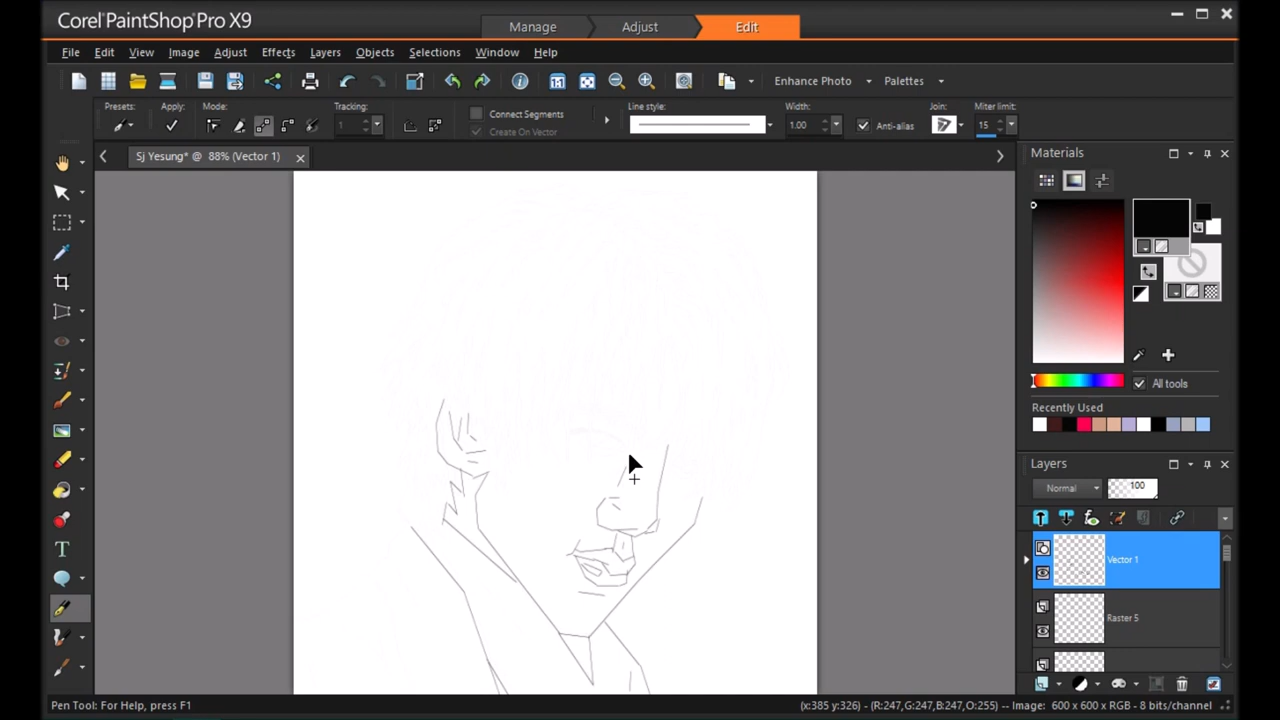 Corel PaintShop Pro X9
Manage
Adjust
Edit
File Edit View Image Adjust Effects Layers Objects Selections Window Help
Enhance Photo
Palettes
Presets:
Apply:
Mode:
Tracking:
1
Connect Segments
Create On Vector
Line style:
Width:
1.00
Anti-alias
Join:
Miter limit:
15
Sj Yesung* @ 88% (Vector 1)
Materials
All tools
Recently Used
Layers
Normal
100
Vector 1
Raster 5
Pen Tool: For Help, press F1
(x:385 y:326) - (R:247,G:247,B:247,O:255) -- Image: 600 x 600 x RGB - 8 bits/channel